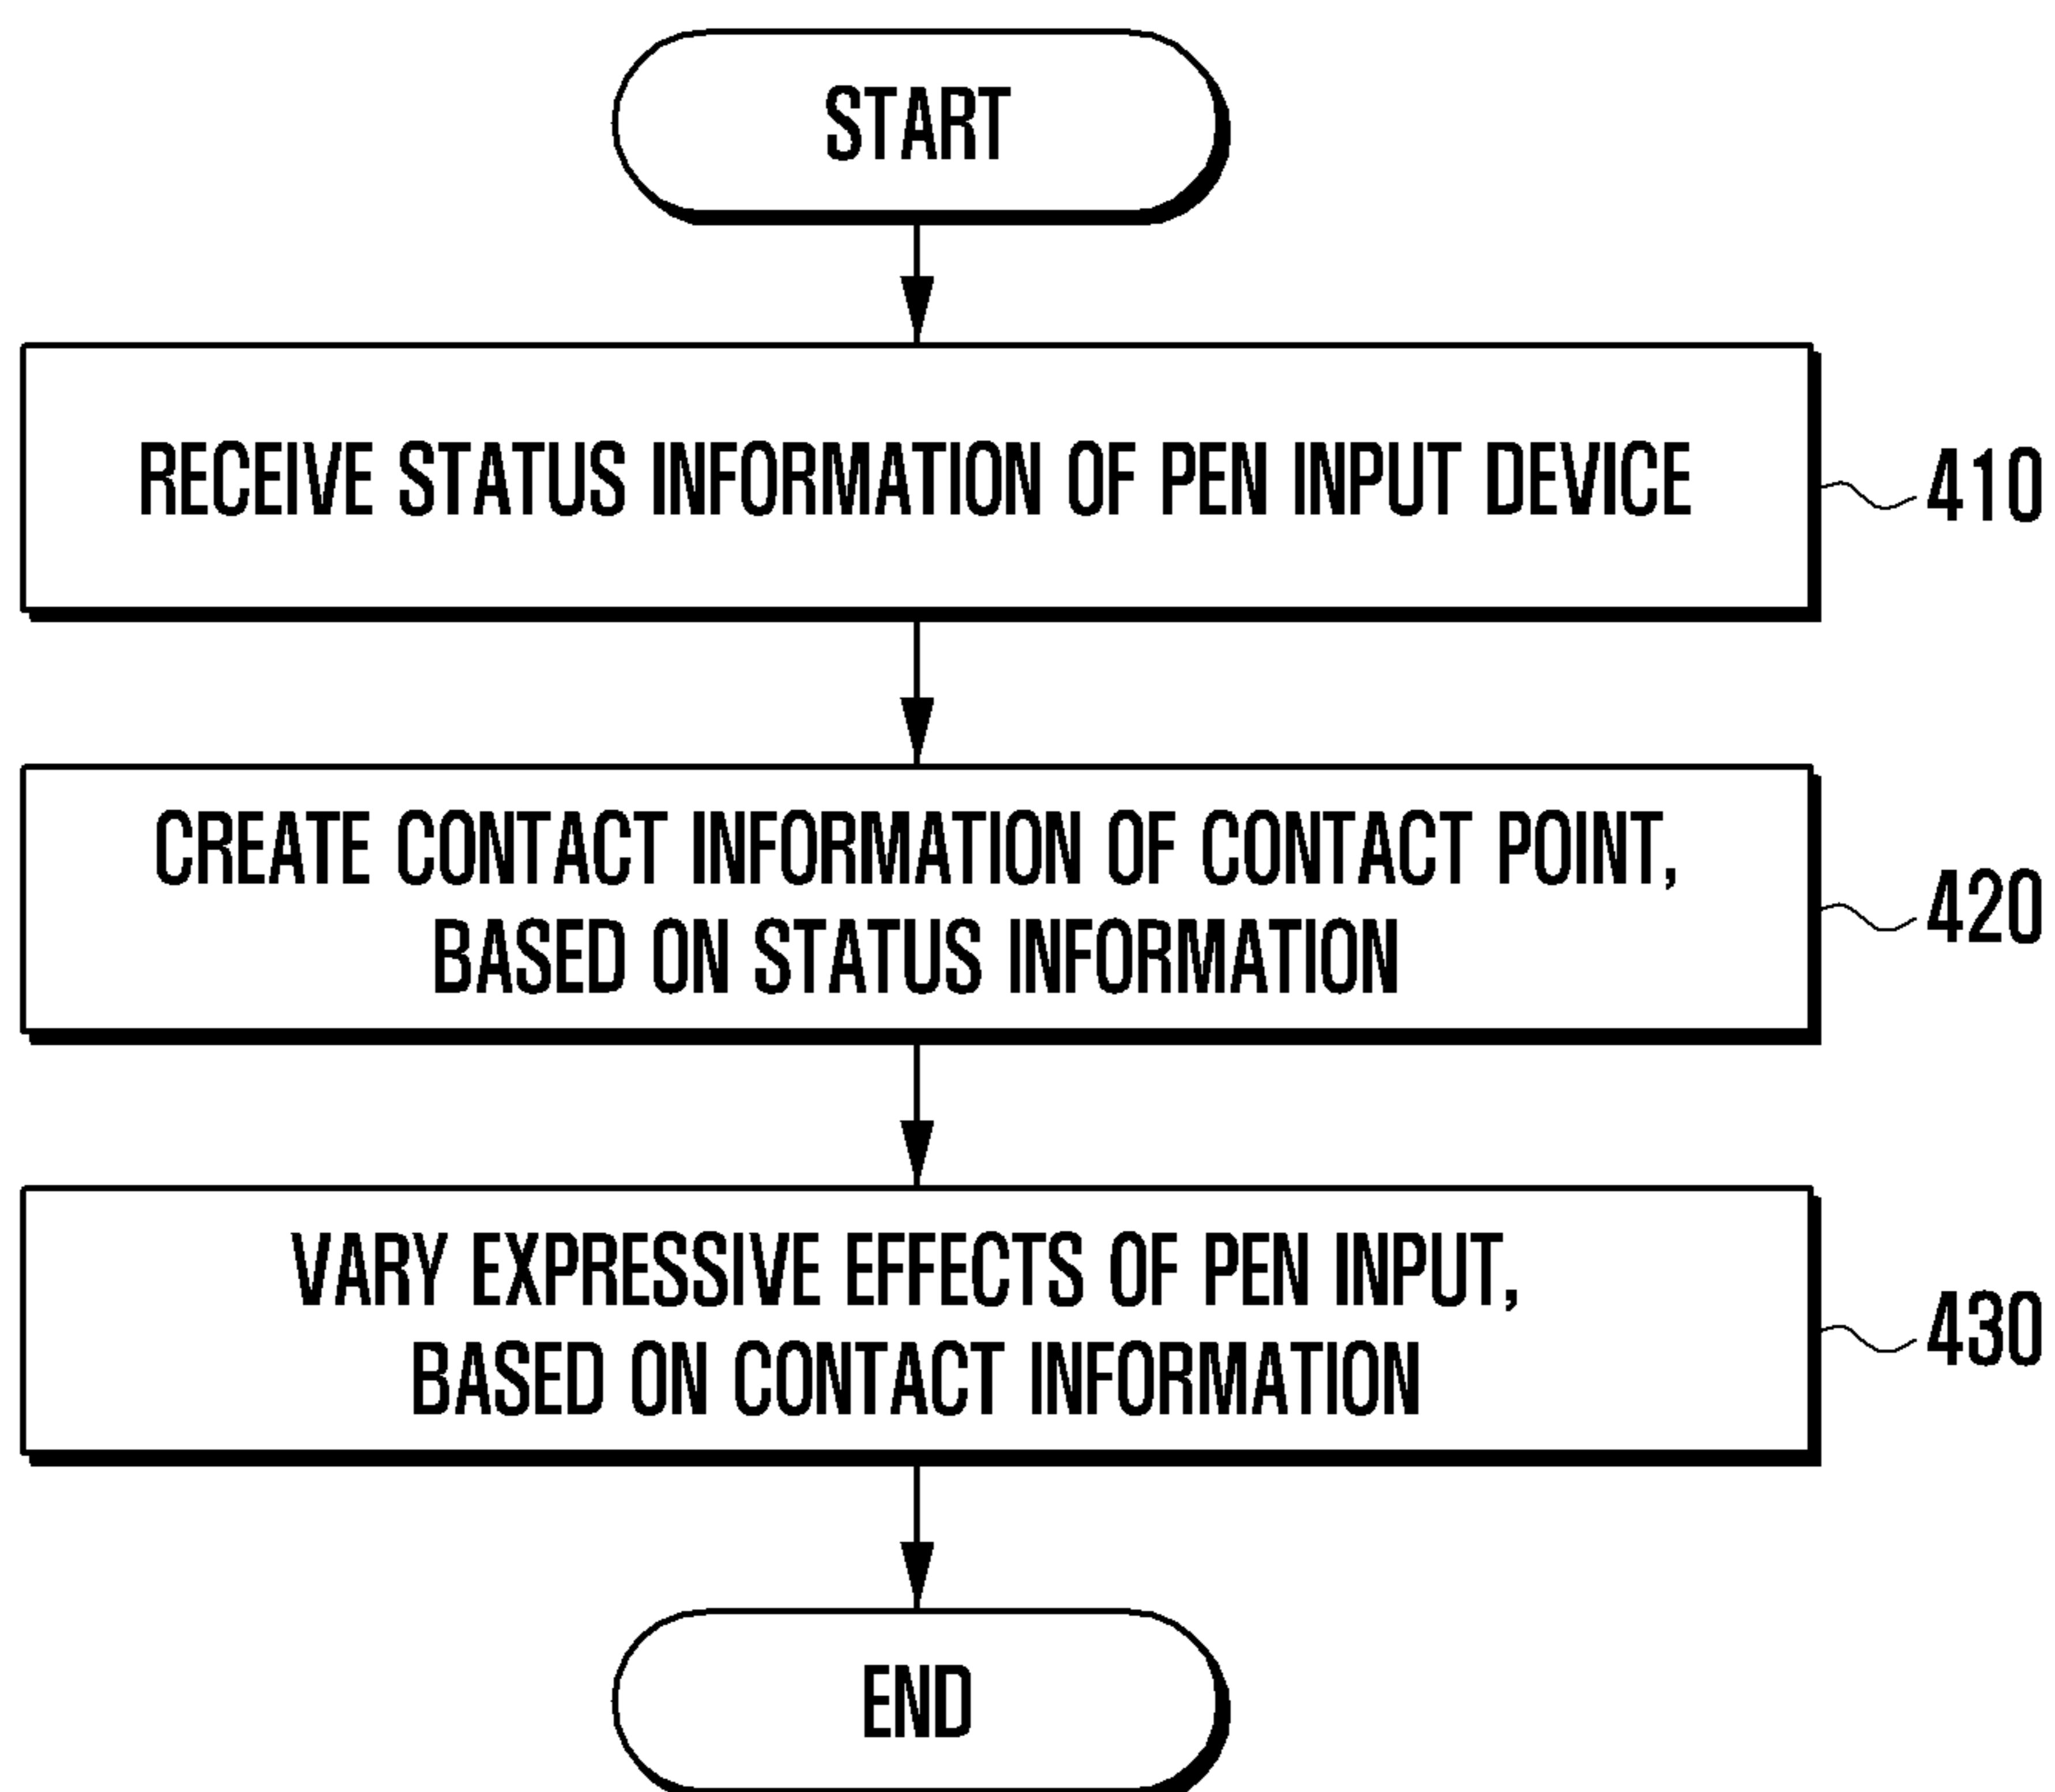 START
RECEIVE STATUS INFORMATION OF PEN INPUT DEVICE
410
CREATE CONTACT INFORMATION OF CONTACT POINT,
BASED ON STATUS INFORMATION
420
VARY EXPRESSIVE EFFECTS OF PEN INPUT,
BASED ON CONTACT INFORMATION
430
END